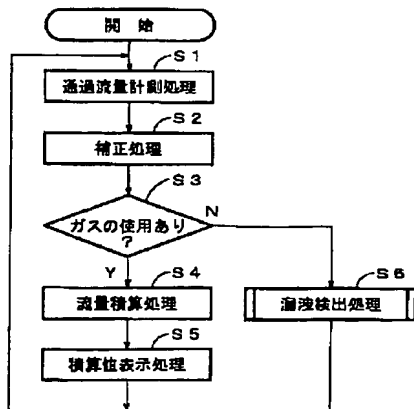 開始
S1
通過流量計測処理
S2
補正処理
S3
ガスの使用あり
?
N
Y
S4
流量積算処理
S6
漏洩検出処理
S5
積算値表示処理